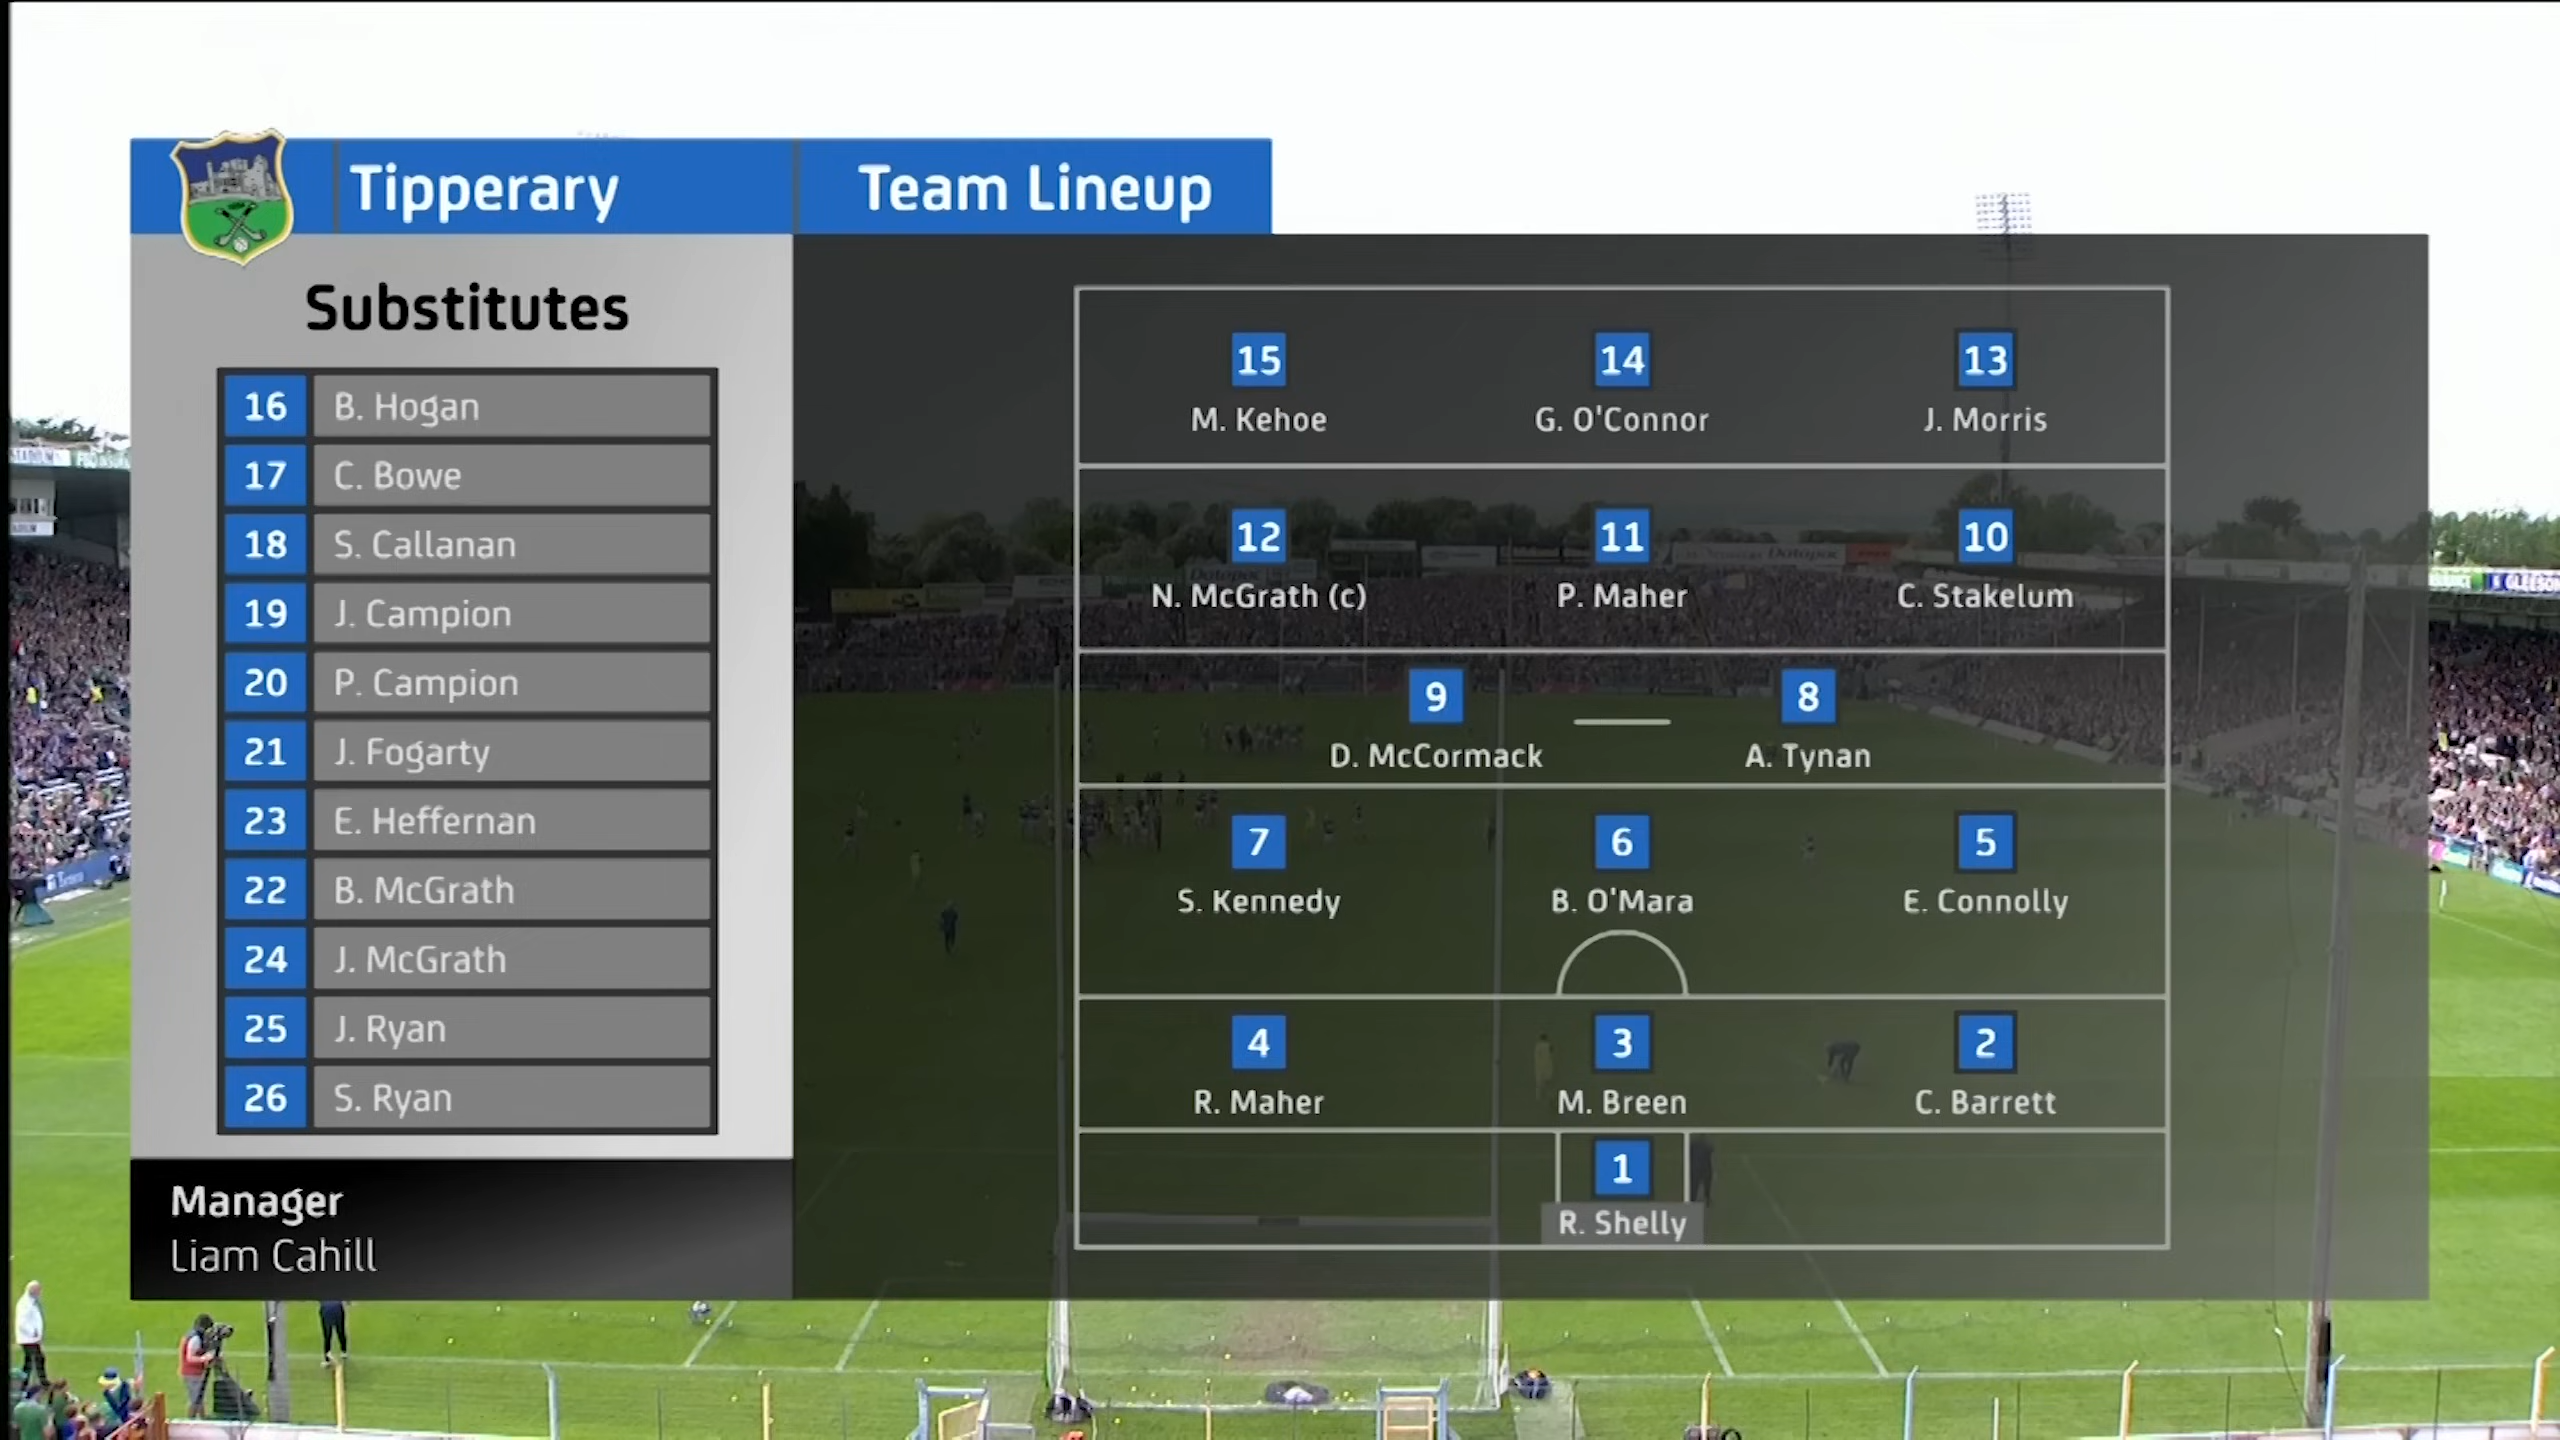 Tipperary
Team Lineup
Substitutes
16 B. Hogan
17 C. Bowe
18 S. Callanan
19 J. Campion
20 P. Campion
21 J. Fogarty
23 E. Heffernan
22 B. McGrath
24 J. McGrath
25 J. Ryan
26 S. Ryan
Manager
Liam Cahill
15 14 13
M. Kehoe G. O'Connor J. Morris
12 11 10
N. McGrath (c) P. Maher C. Stakelum
9 8
D. McCormack A. Tynan
7 6 5
S. Kennedy B. O'Mara E. Connolly
4 3 2
R. Maher M. Breen C. Barrett
1
R. Shelly
GLEESON